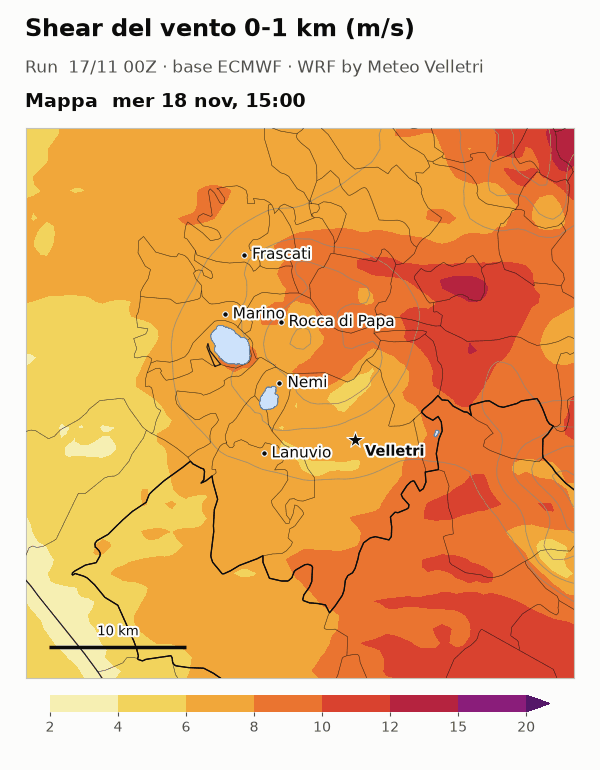 Shear del vento 0-1 km (m/s)
Run  17/11 00Z · base ECMWF · WRF by Meteo Velletri
Mappa  mer 18 nov, 15:00
Frascati
Marino
Rocca di Papa
Nemi
Velletri
Lanuvio
10 km
2 4 6 8 10 12 15 20